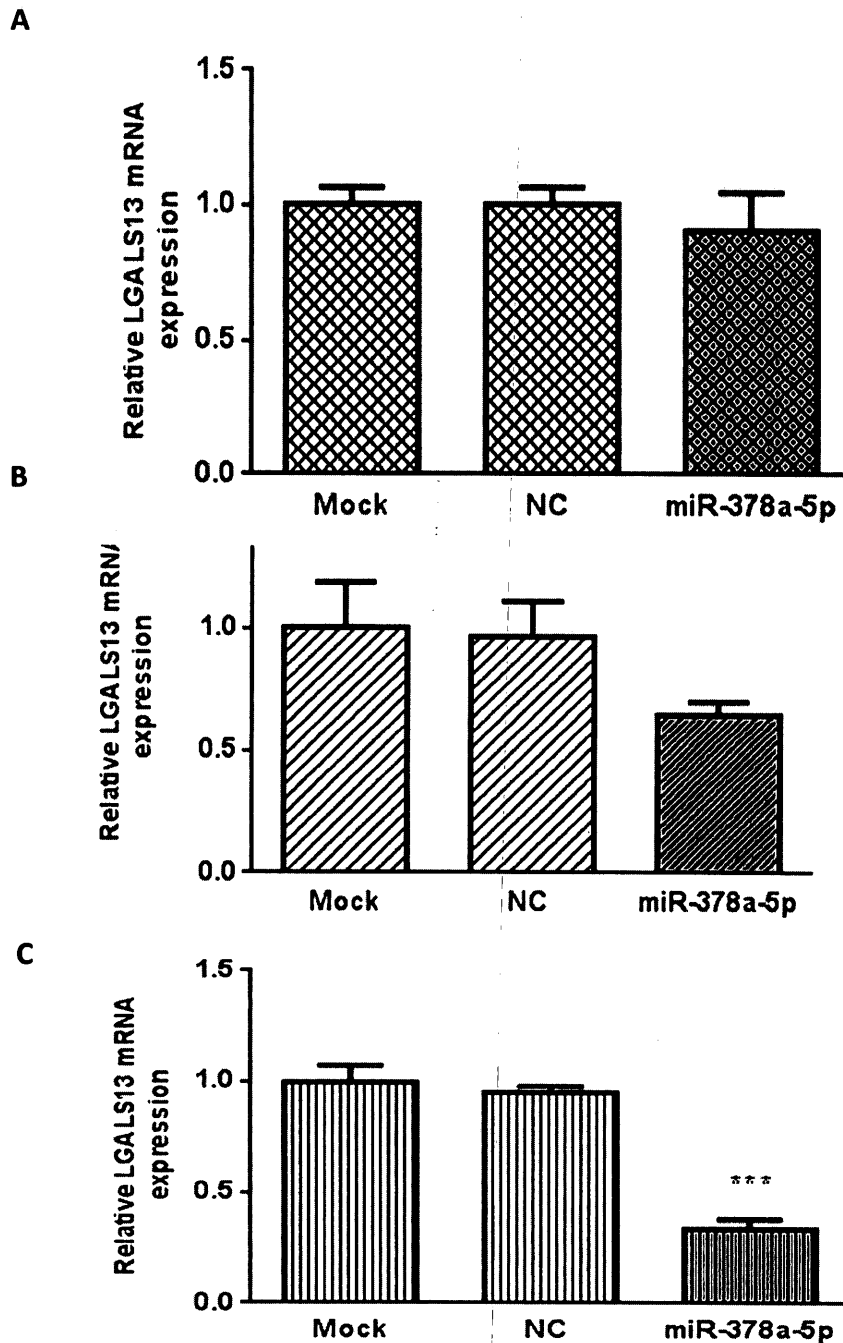 A
Relative LGALS13 mRNA
expression
1.5
1.0
0.5
0.0
Mock NC miR-378a-5p
B
Relative LGALS13 mRN/
expression
1.0
0.5
0.0
Mock NC miR-378a-5p
C
Relative LGALS13 mRNA
expression
1.5
1.0
0.5
0.0
***
Mock NC miR-378a-5p